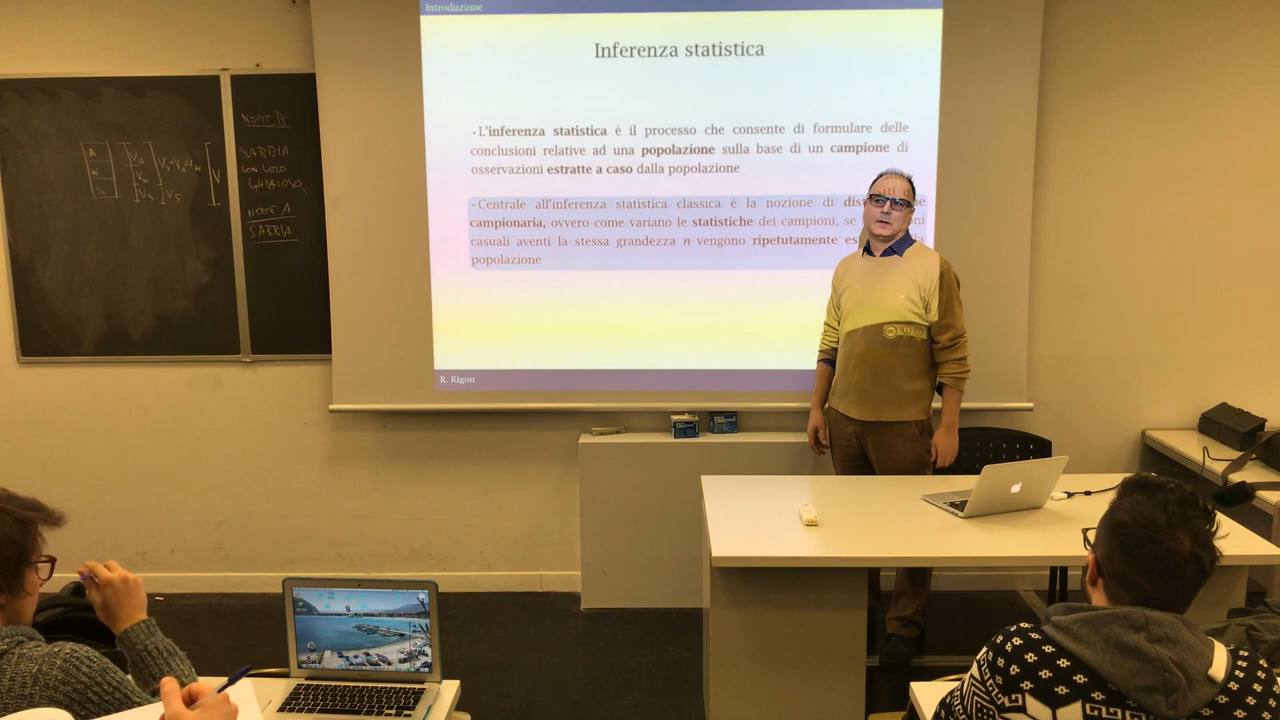 Introduzione
Inferenza statistica
·L'inferenza statistica è il processo che consente di formulare delle
conclusioni relative ad una popolazione sulla base di un campione di
osservazioni estratte a caso dalla popolazione
·Centrale all'inferenza statistica classica è la nozione di
campionaria, ovvero come variano le statistiche dei campioni, se
casuali aventi la stessa grandezza n vengono ripetutamente
popolazione
R. Rigon
NOTE B
SABBIA
CON LIMO
GHIAIOSO
NOTE A
SABBIA
A
S
VS
VS
V